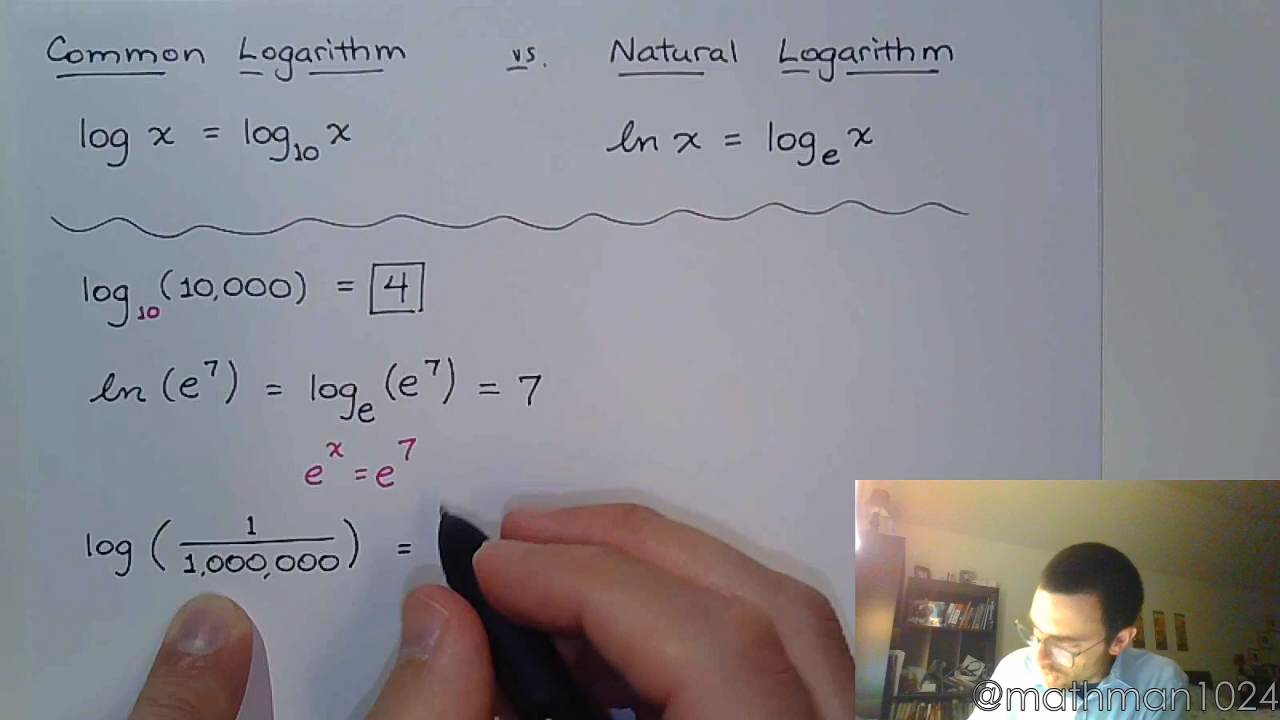 Common Logarithm vs. Natural Logarithm
log x = log₁₀ x
ln x = logₑ x
log₁₀(10,000) = 4
ln(e⁷) = logₑ(e⁷) = 7
eˣ = e⁷
log(1/1,000,000) =
@mathman1024